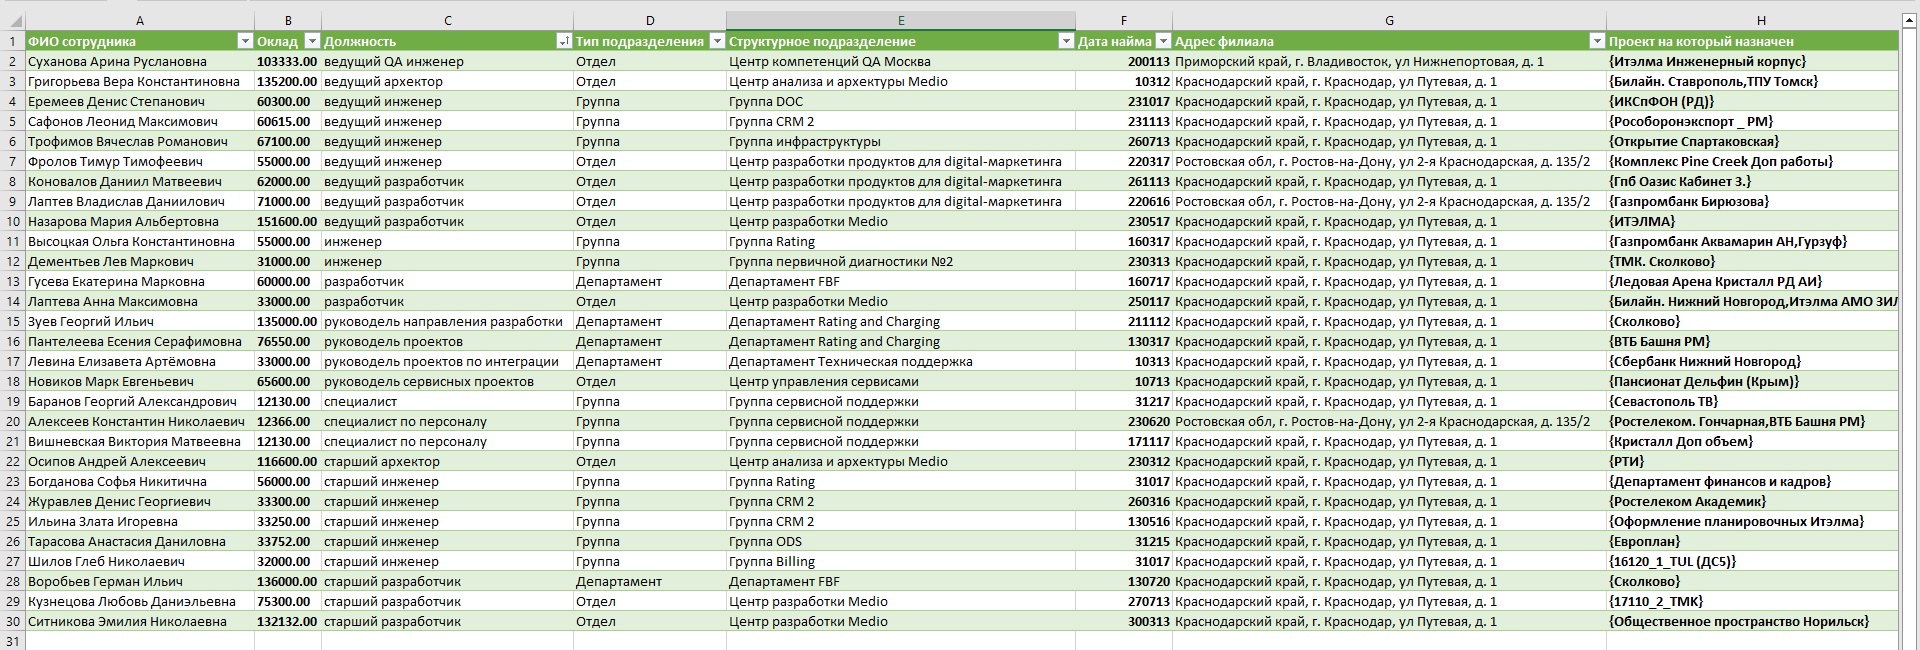 A B C D E F G H
1 ФИО сотрудника Оклад Должность Тип подразделения Структурное подразделение Дата найма Адрес филиала Проект на который назначен
2 Суханова Арина Руслановна 103333.00 ведущий QA инженер Отдел Центр компетенций QA Москва 200113 Приморский край, г. Владивосток, ул Нижнепортовая, д. 1 {Итэлма Инженерный корпус}
3 Григорьева Вера Константиновна 135200.00 ведущий архектор Отдел Центр анализа и архектуры Medio 10312 Краснодарский край, г. Краснодар, ул Путевая, д. 1 {Билайн. Ставрополь,ТПУ Томск}
4 Еремеев Денис Степанович 60300.00 ведущий инженер Группа Группа DOC 231017 Краснодарский край, г. Краснодар, ул Путевая, д. 1 {ИКСпФОН (РД)}
5 Сафонов Леонид Максимович 60615.00 ведущий инженер Группа Группа CRM 2 231113 Краснодарский край, г. Краснодар, ул Путевая, д. 1 {Рособоронэкспорт _ РМ}
6 Трофимов Вячеслав Романович 67100.00 ведущий инженер Группа Группа инфраструктуры 260713 Краснодарский край, г. Краснодар, ул Путевая, д. 1 {Открытие Спартаковская}
7 Фролов Тимур Тимофеевич 55000.00 ведущий инженер Отдел Центр разработки продуктов для digital-маркетинга 220317 Ростовская обл, г. Ростов-на-Дону, ул 2-я Краснодарская, д. 135/2 {Комплекс Pine Creek Доп работы}
8 Коновалов Даниил Матвеевич 62000.00 ведущий разработчик Отдел Центр разработки продуктов для digital-маркетинга 261113 Краснодарский край, г. Краснодар, ул Путевая, д. 1 {Гпб Оазис Кабинет 3.}
9 Лаптев Владислав Даниилович 71000.00 ведущий разработчик Отдел Центр разработки продуктов для digital-маркетинга 220616 Ростовская обл, г. Ростов-на-Дону, ул 2-я Краснодарская, д. 135/2 {Газпромбанк Бирюзова}
10 Назарова Мария Альбертовна 151600.00 ведущий разработчик Отдел Центр разработки Medio 230517 Краснодарский край, г. Краснодар, ул Путевая, д. 1 {ИТЭЛМА}
11 Высоцкая Ольга Константиновна 55000.00 инженер Группа Группа Rating 160317 Краснодарский край, г. Краснодар, ул Путевая, д. 1 {Газпромбанк Аквамарин АН,Гурзуф}
12 Дементьев Лев Маркович 31000.00 инженер Группа Группа первичной диагностики №2 230313 Краснодарский край, г. Краснодар, ул Путевая, д. 1 {ТМК. Сколково}
13 Гусева Екатерина Марковна 60000.00 разработчик Департамент Департамент FBF 160717 Краснодарский край, г. Краснодар, ул Путевая, д. 1 {Ледовая Арена Кристалл РД АИ}
14 Лаптева Анна Максимовна 33000.00 разработчик Отдел Центр разработки Medio 250117 Краснодарский край, г. Краснодар, ул Путевая, д. 1 {Билайн. Нижний Новгород,Итэлма АМО ЗИЛ
15 Зуев Георгий Ильич 135000.00 руководель направления разработки Департамент Департамент Rating and Charging 211112 Краснодарский край, г. Краснодар, ул Путевая, д. 1 {Сколково}
16 Пантелеева Есения Серафимовна 76550.00 руководель проектов Департамент Департамент Rating and Charging 130317 Краснодарский край, г. Краснодар, ул Путевая, д. 1 {ВТБ Башня РМ}
17 Левина Елизавета Артёмовна 33000.00 руководель проектов по интеграции Департамент Департамент Техническая поддержка 10313 Краснодарский край, г. Краснодар, ул Путевая, д. 1 {Сбербанк Нижний Новгород}
18 Новиков Марк Евгеньевич 65600.00 руководель сервисных проектов Отдел Центр управления сервисами 10713 Краснодарский край, г. Краснодар, ул Путевая, д. 1 {Пансионат Дельфин (Крым)}
19 Баранов Георгий Александрович 12130.00 специалист Группа Группа сервисной поддержки 31217 Краснодарский край, г. Краснодар, ул Путевая, д. 1 {Севастополь ТВ}
20 Алексеев Константин Николаевич 12366.00 специалист по персоналу Группа Группа сервисной поддержки 230620 Ростовская обл, г. Ростов-на-Дону, ул 2-я Краснодарская, д. 135/2 {Ростелеком. Гончарная,ВТБ Башня РМ}
21 Вишневская Виктория Матвеевна 12130.00 специалист по персоналу Группа Группа сервисной поддержки 171117 Краснодарский край, г. Краснодар, ул Путевая, д. 1 {Кристалл Доп объем}
22 Осипов Андрей Алексеевич 116600.00 старший архектор Отдел Центр анализа и архектуры Medio 230312 Краснодарский край, г. Краснодар, ул Путевая, д. 1 {РТИ}
23 Богданова Софья Никитична 56000.00 старший инженер Группа Группа Rating 31017 Краснодарский край, г. Краснодар, ул Путевая, д. 1 {Департамент финансов и кадров}
24 Журавлев Денис Георгиевич 33300.00 старший инженер Группа Группа CRM 2 260316 Краснодарский край, г. Краснодар, ул Путевая, д. 1 {Ростелеком Академик}
25 Ильина Злата Игоревна 33250.00 старший инженер Группа Группа CRM 2 130516 Краснодарский край, г. Краснодар, ул Путевая, д. 1 {Оформление планировочных Итэлма}
26 Тарасова Анастасия Даниловна 33752.00 старший инженер Группа Группа ODS 31215 Краснодарский край, г. Краснодар, ул Путевая, д. 1 {Европлан}
27 Шилов Глеб Николаевич 32000.00 старший инженер Группа Группа Billing 31017 Краснодарский край, г. Краснодар, ул Путевая, д. 1 {16120_1_TUL (ДС5)}
28 Воробьев Герман Ильич 136000.00 старший разработчик Департамент Департамент FBF 130720 Краснодарский край, г. Краснодар, ул Путевая, д. 1 {Сколково}
29 Кузнецова Любовь Даниэльевна 75300.00 старший разработчик Отдел Центр разработки Medio 270713 Краснодарский край, г. Краснодар, ул Путевая, д. 1 {17110_2_TMK}
30 Ситникова Эмилия Николаевна 132132.00 старший разработчик Отдел Центр разработки Medio 300313 Краснодарский край, г. Краснодар, ул Путевая, д. 1 {Общественное пространство Норильск}
31